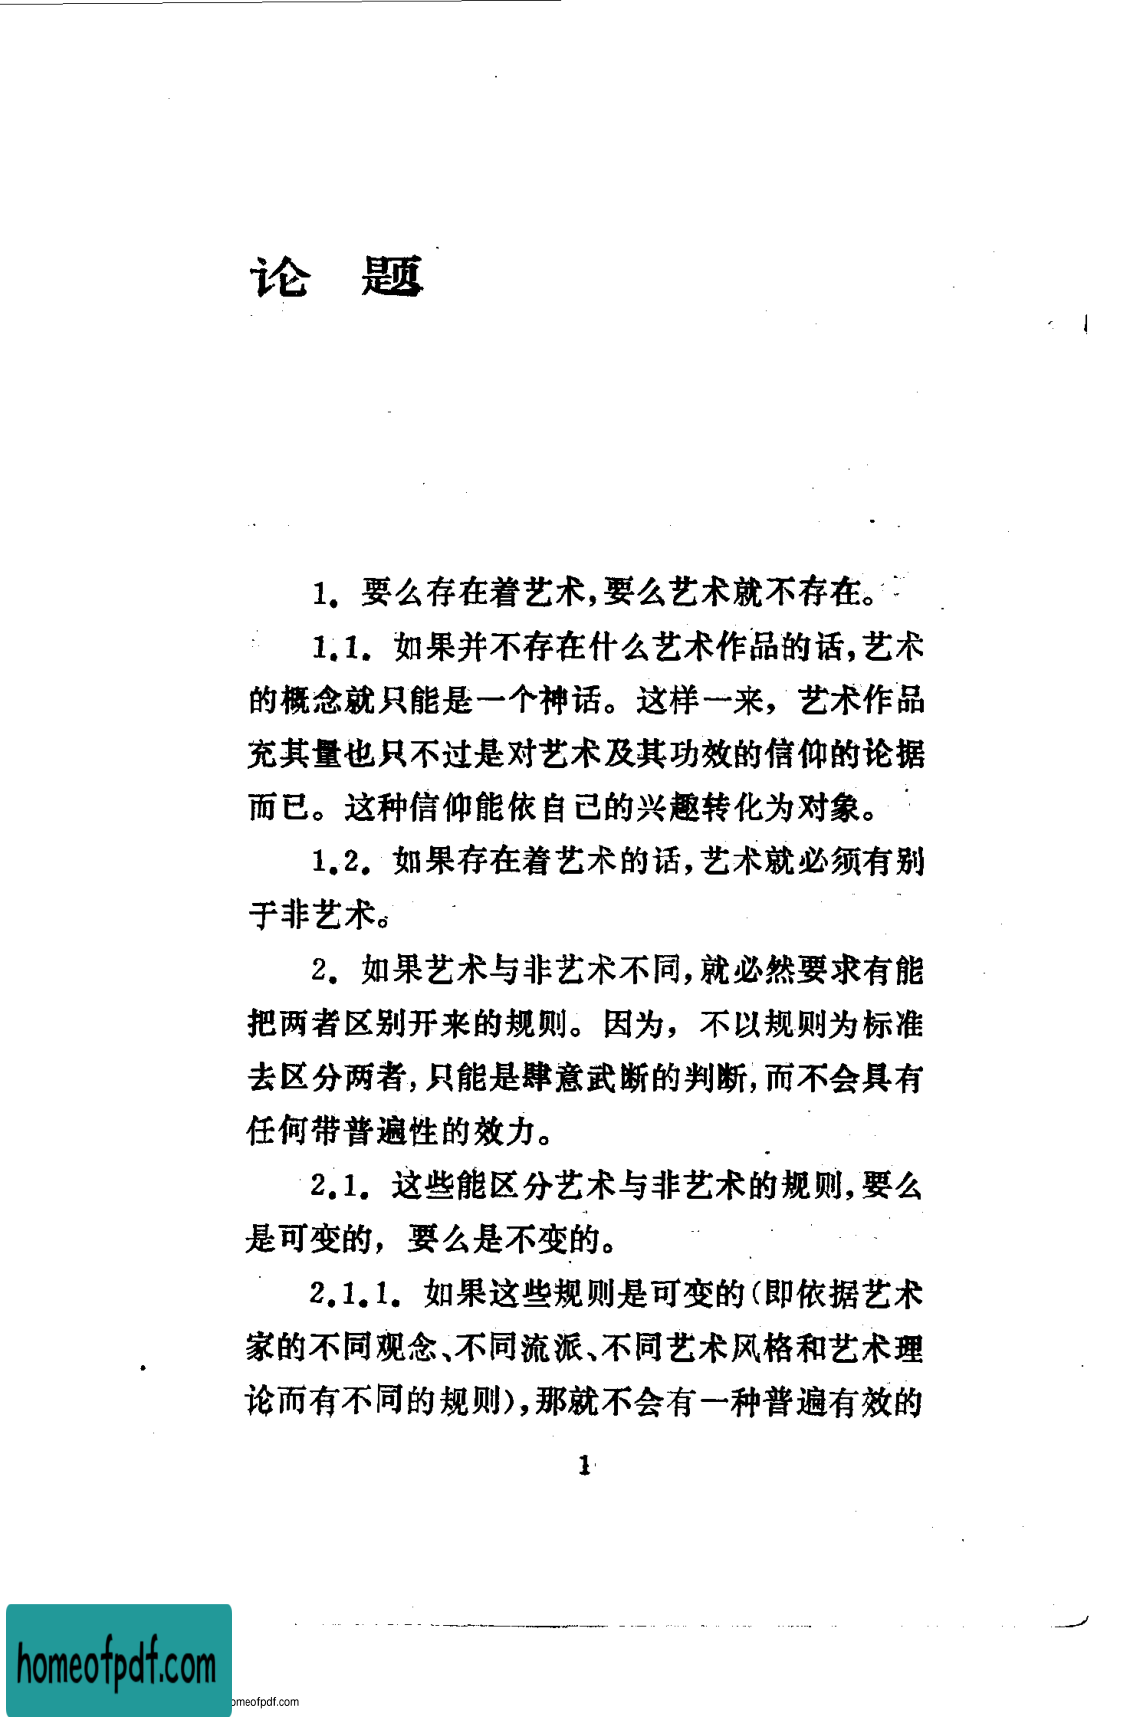 论 题
1. 要么存在着艺术,要么艺术就不存在。
1.1. 如果并不存在什么艺术作品的话,艺术
的概念就只能是一个神话。这样一来，艺术作品
充其量也只不过是对艺术及其功效的信仰的论据
而已。这种信仰能依自己的兴趣转化为对象。
1.2. 如果存在着艺术的话,艺术就必须有别
于非艺术。
2. 如果艺术与非艺术不同,就必然要求有能
把两者区别开来的规则。因为，不以规则为标准
去区分两者,只能是肆意武断的判断,而不会具有
任何带普遍性的效力。
2.1. 这些能区分艺术与非艺术的规则,要么
是可变的，要么是不变的。
2.1.1. 如果这些规则是可变的(即依据艺术
家的不同观念、不同流派、不同艺术风格和艺术理
论而有不同的规则),那就不会有一种普遍有效的
1
homeofpdf.com
omeofpdf.com